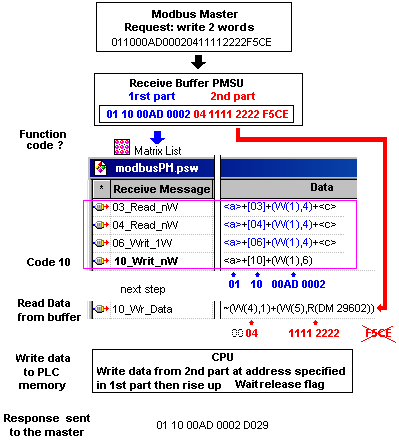 Modbus Master
Request: write 2 words
011000AD00020411112222F5CE
Receive Buffer PMSU
1rst part 2nd part
01 10 00AD 0002 04 1111 2222 F5CE
Function
code ?
Matrix List
modbusPM.psw
* Receive Message Data
03_Read_nW <a>+[03]+(W(1),4)+<c>
04_Read_nW <a>+[04]+(W(1),4)+<c>
06_Writ_1W <a>+[06]+(W(1),4)+<c>
Code 10 10_Writ_nW <a>+[10]+(W(1),6)
next step 01 10 00AD 0002
Read Data
from buffer
10_Wr_Data ~(W(4),1)+(W(5),R(DM 29602))
00 04 1111 2222 F5CE
Write data
to PLC
memory
CPU
Write data from 2nd part at address specified
in 1rst part then rise up Waitrelease flag
Response sent
to the master
01 10 00AD 0002 D029